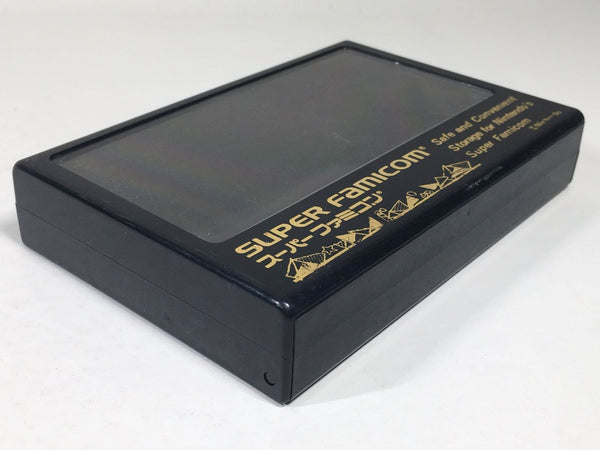 SUPER FAMICOM®
スーパーファミコン®
Safe and Convenient
Storage for Nintendo's
Super Famicom